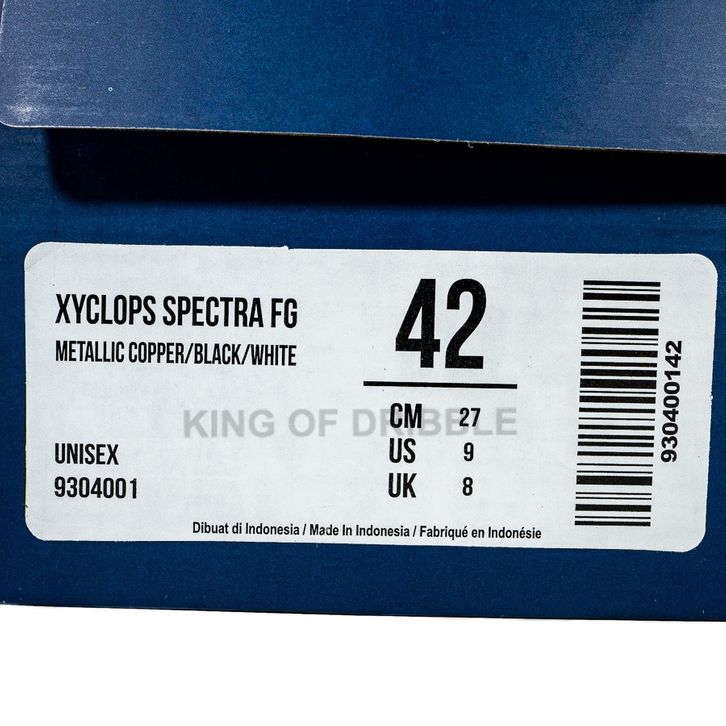 XYCLOPS SPECTRA FG
METALLIC COPPER/BLACK/WHITE
42
KING OF DRIBBLE
CM 27
US 9
UK 8
UNISEX
9304001
Dibuat di Indonesia / Made In Indonesia / Fabriqué en Indonésie
930400142